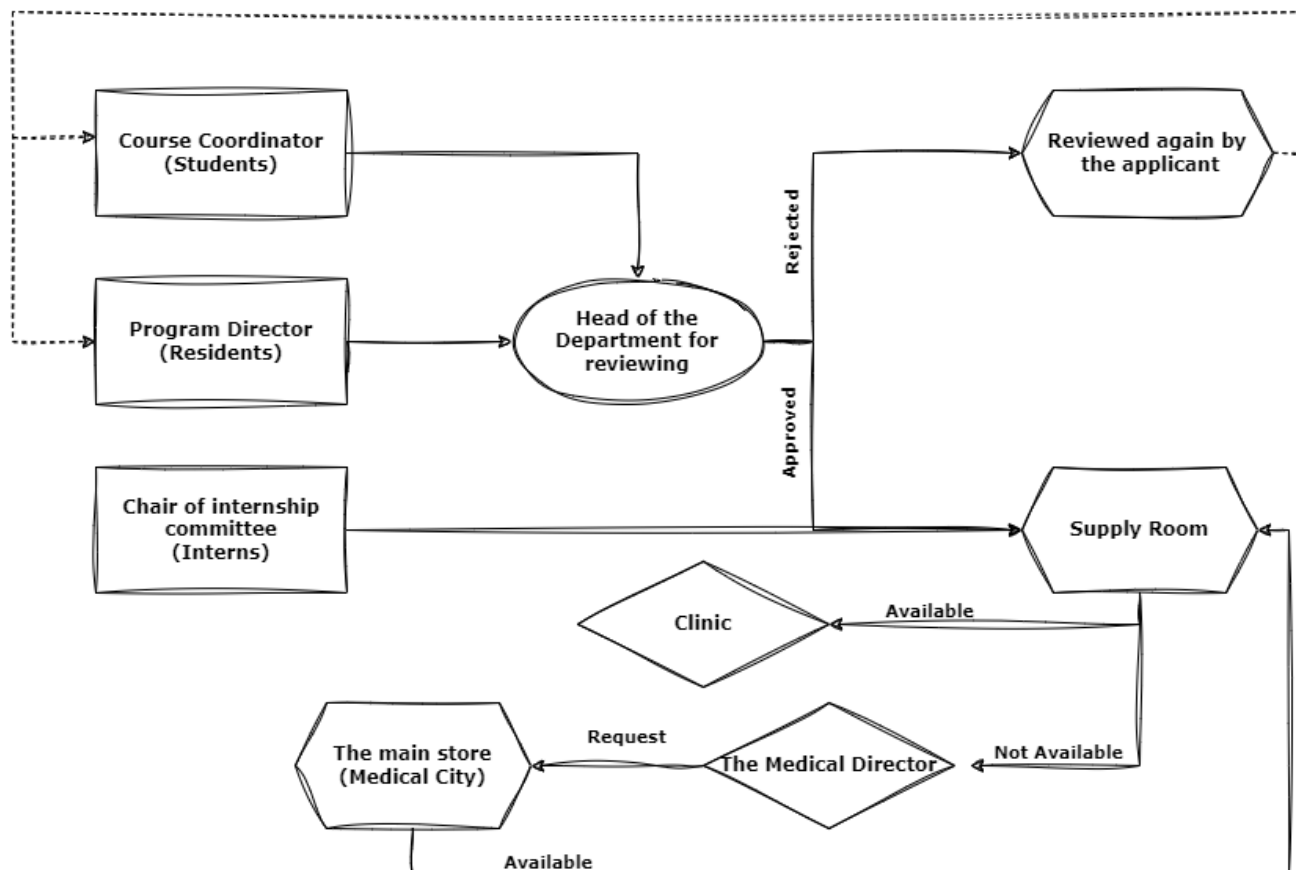 Course Coordinator
(Students)
Reviewed again by
the applicant
Rejected
Program Director
(Residents)
Head of the
Department for
reviewing
Approved
Chair of internship
committee
(Interns)
Supply Room
Clinic
Available
The main store
(Medical City)
Request
The Medical Director
Not Available
Available